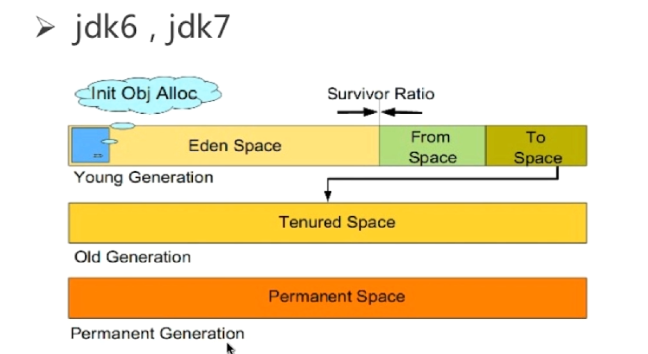 jdk6 , jdk7
Init Obj Alloc
Survivor Ratio
Eden Space
From
Space
To
Space
Young Generation
Tenured Space
Old Generation
Permanent Space
Permanent Generation